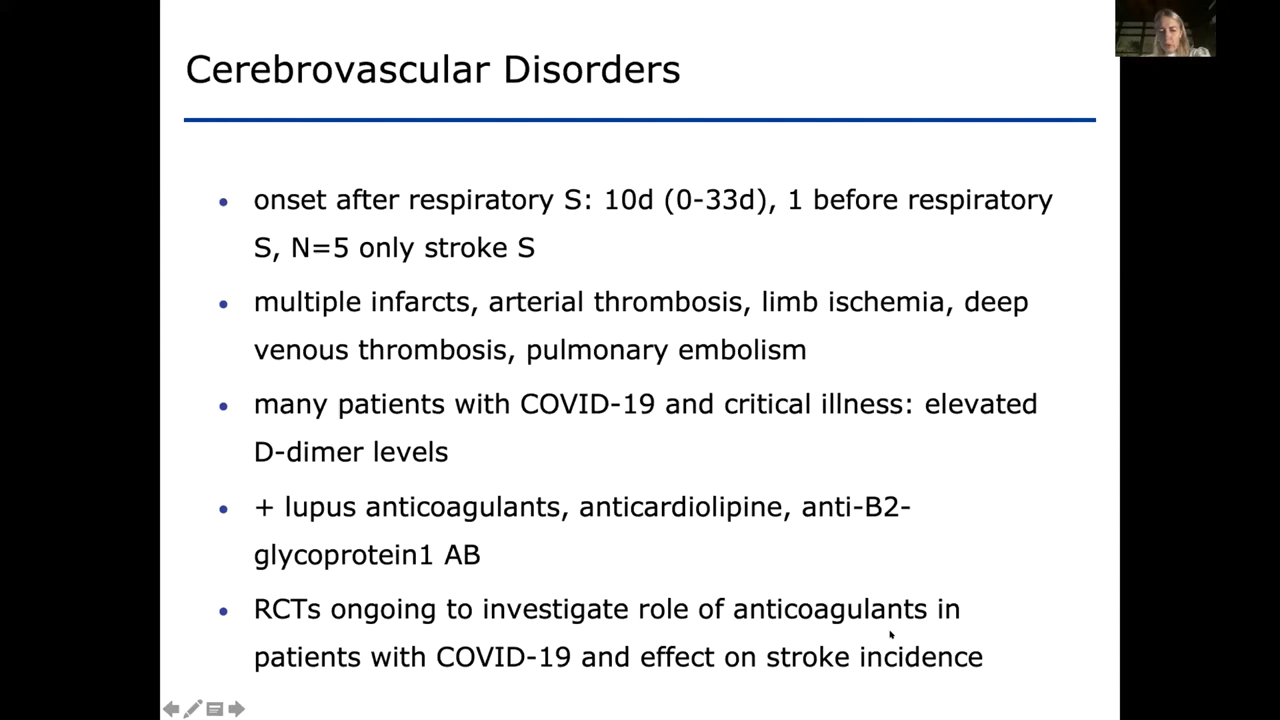 Cerebrovascular Disorders
• onset after respiratory S: 10d (0-33d), 1 before respiratory
S, N=5 only stroke S
• multiple infarcts, arterial thrombosis, limb ischemia, deep
venous thrombosis, pulmonary embolism
• many patients with COVID-19 and critical illness: elevated
D-dimer levels
• + lupus anticoagulants, anticardiolipine, anti-B2-
glycoprotein1 AB
• RCTs ongoing to investigate role of anticoagulants in
patients with COVID-19 and effect on stroke incidence